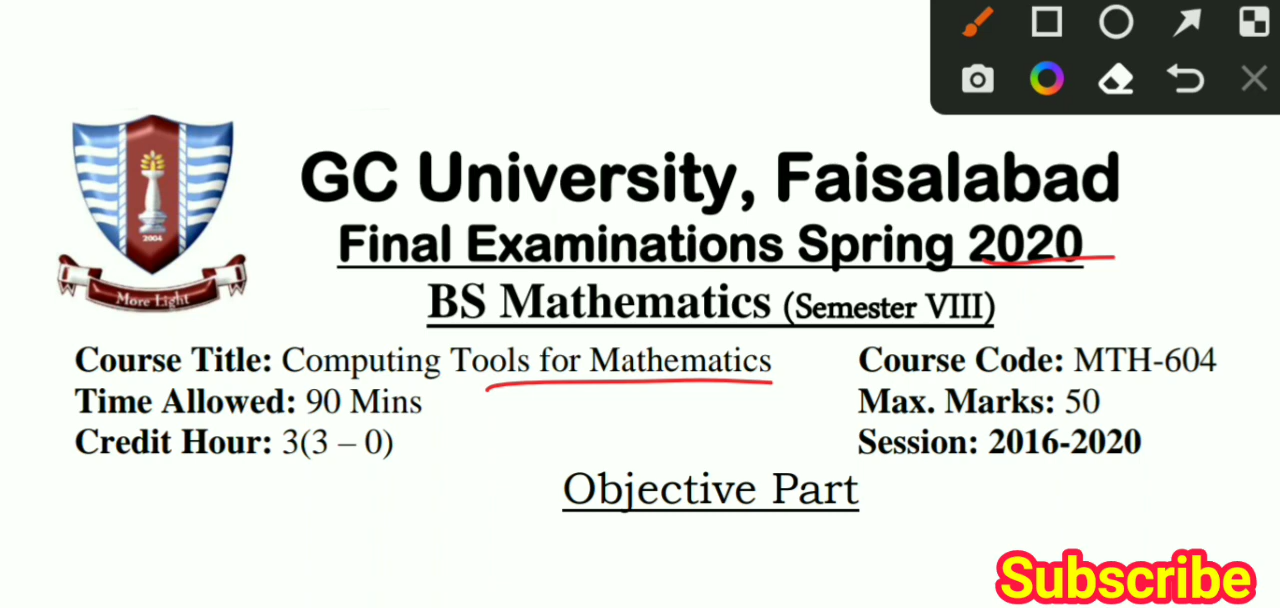 GC University, Faisalabad
Final Examinations Spring 2020
BS Mathematics (Semester VIII)
Course Title: Computing Tools for Mathematics Course Code: MTH-604
Time Allowed: 90 Mins Max. Marks: 50
Credit Hour: 3(3 – 0) Session: 2016-2020
Objective Part
2004
More Light
Subscribe